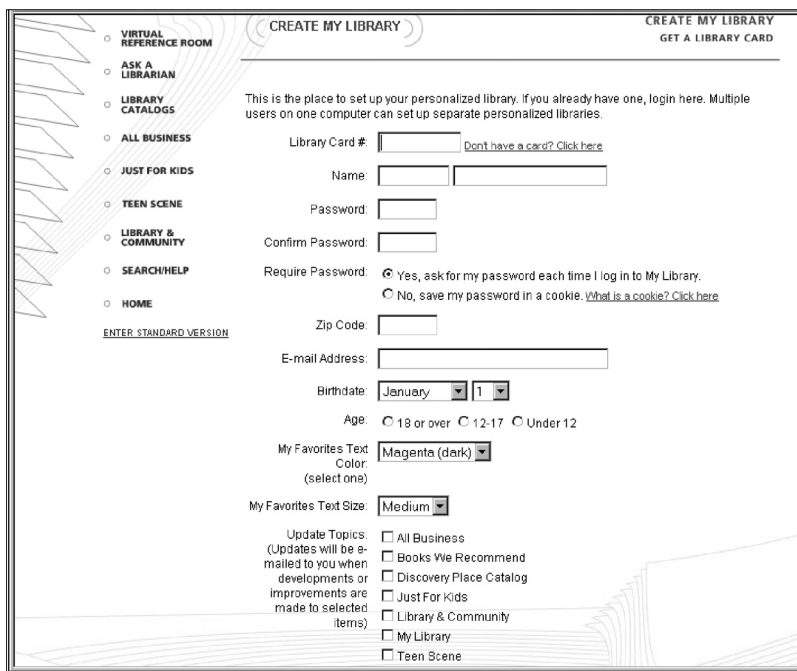 VIRTUAL
REFERENCE ROOM
ASK A
LIBRARIAN
LIBRARY
CATALOGS
ALL BUSINESS
JUST FOR KIDS
TEEN SCENE
LIBRARY &
COMMUNITY
SEARCH/HELP
HOME
ENTER STANDARD VERSION
CREATE MY LIBRARY
CREATE MY LIBRARY
GET A LIBRARY CARD
This is the place to set up your personalized library. If you already have one, login here. Multiple
users on one computer can set up separate personalized libraries.
Library Card #: Don't have a card? Click here
Name:
Password:
Confirm Password:
Require Password: Yes, ask for my password each time I log in to My Library.
No, save my password in a cookie. What is a cookie? Click here
Zip Code:
E-mail Address:
Birthdate: January 1
Age: 18 or over 12-17 Under 12
My Favorites Text
Color:
(select one)
Magenta (dark)
My Favorites Text Size: Medium
Update Topics:
(Updates will be e-
mailed to you when
developments or
improvements are
made to selected
items)
All Business
Books We Recommend
Discovery Place Catalog
Just For Kids
Library & Community
My Library
Teen Scene